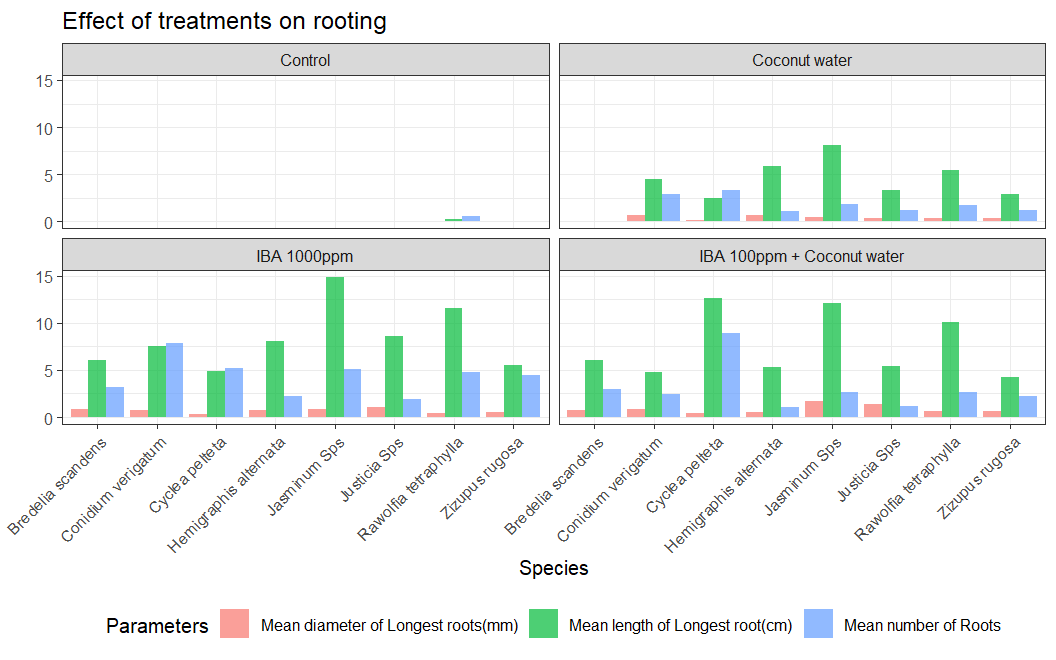 Effect of treatments on rooting
Control
Coconut water
15
10
5
0
IBA 1000ppm
IBA 100ppm + Coconut water
15
10
5
0
Bredelia scandens
Conidium verigatum
Cyclea pelteta
Hemigraphis alternata
Jasminum Sps
Justicia Sps
Rawolfia tetraphylla
Zizupus rugosa
Bredelia scandens
Conidium verigatum
Cyclea pelteta
Hemigraphis alternata
Jasminum Sps
Justicia Sps
Rawolfia tetraphylla
Zizupus rugosa
Species
Parameters
Mean diameter of Longest roots(mm)
Mean length of Longest root(cm)
Mean number of Roots